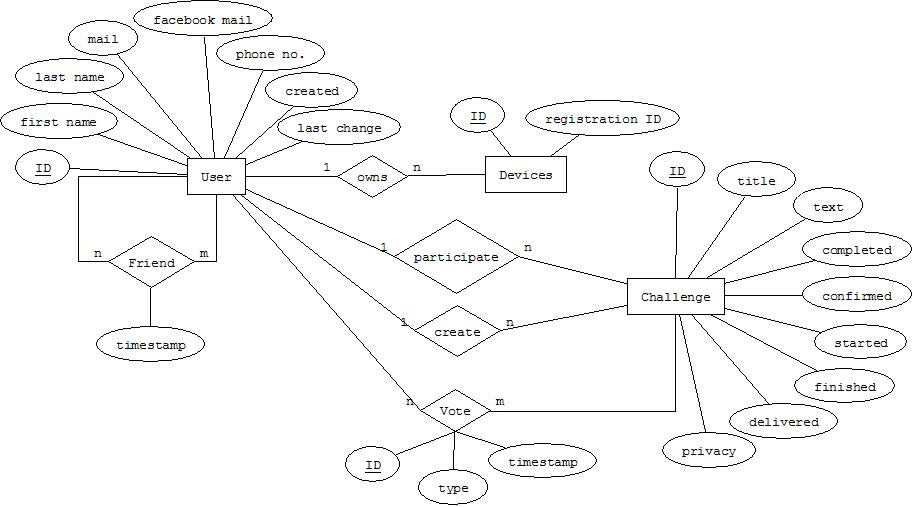 facebook mail
mail
phone no.
last name
created
first name
last change
ID
User
1
owns
n
Devices
ID
registration ID
ID
title
text
completed
confirmed
started
finished
delivered
privacy
Challenge
n
Friend
m
timestamp
1
participate
n
1
create
n
n
Vote
m
ID
type
timestamp